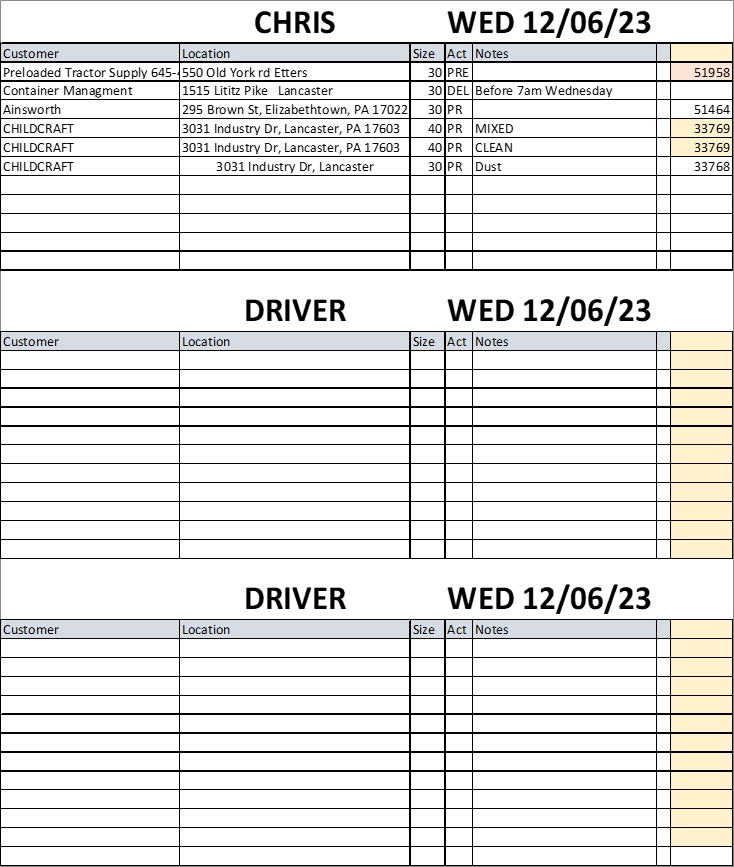 CHRIS WED 12/06/23
Customer Location Size Act Notes
Preloaded Tractor Supply 645- 550 Old York rd Etters 30 PRE 51958
Container Managment 1515 Lititz Pike Lancaster 30 DEL Before 7am Wednesday
Ainsworth 295 Brown St, Elizabethtown, PA 17022 30 PR 51464
CHILDCRAFT 3031 Industry Dr, Lancaster, PA 17603 40 PR MIXED 33769
CHILDCRAFT 3031 Industry Dr, Lancaster, PA 17603 40 PR CLEAN 33769
CHILDCRAFT 3031 Industry Dr, Lancaster 30 PR Dust 33768
DRIVER WED 12/06/23
Customer Location Size Act Notes
DRIVER WED 12/06/23
Customer Location Size Act Notes